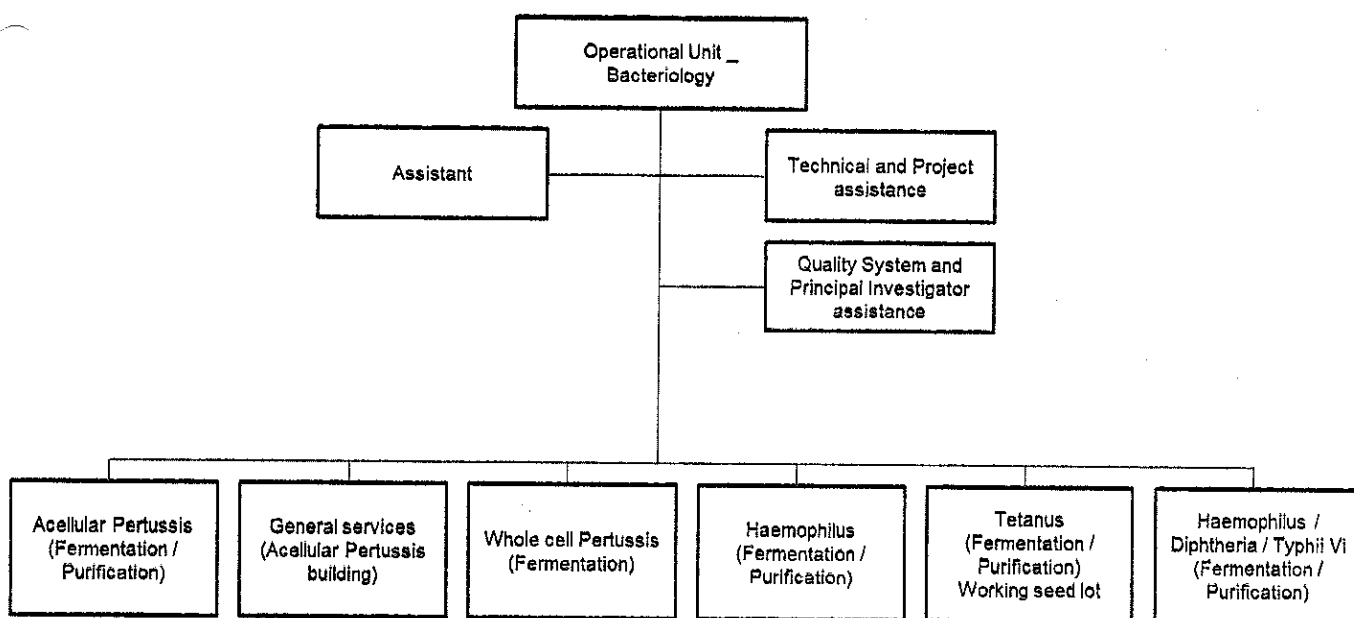 Operational Unit _
Bacteriology
Assistant
Technical and Project
assistance
Quality System and
Principal Investigator
assistance
Acellular Pertussis
(Fermentation /
Purification)
General services
(Acellular Pertussis
building)
Whole cell Pertussis
(Fermentation)
Haemophilus
(Fermentation /
Purification)
Tetanus
(Fermentation /
Purification)
Working seed lot
Haemophilus /
Diphtheria / Typhii Vi
(Fermentation /
Purification)